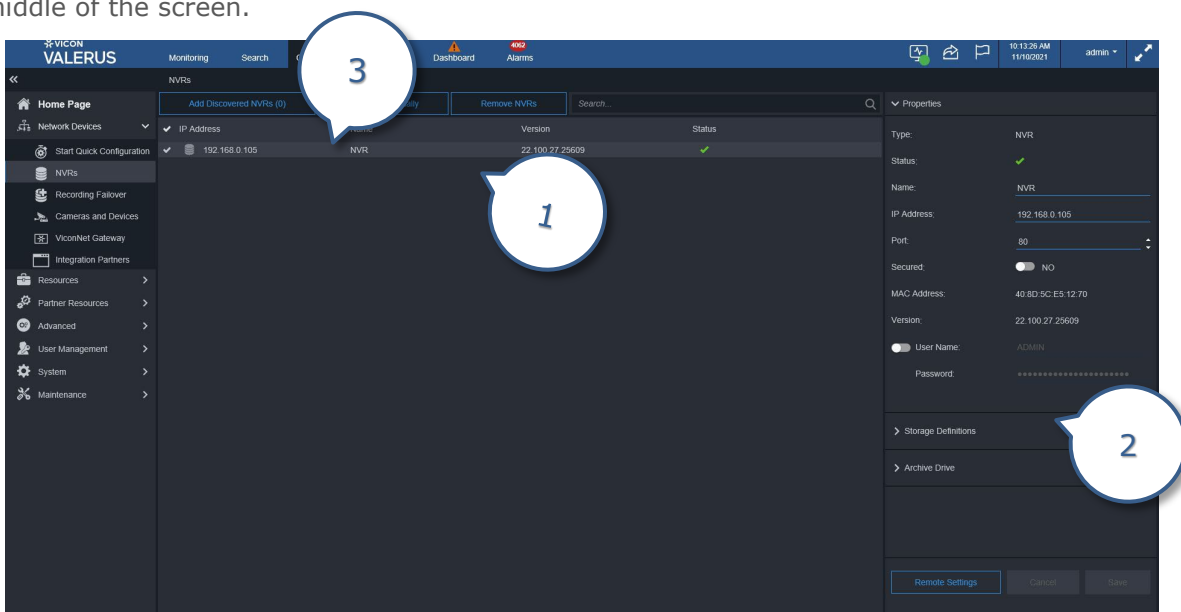 middle of the screen.
VICON
VALERUS
Monitoring Search Dashboard 4062 Alarms 10:13:26 AM 11/10/2021 admin
NVRs
Home Page
Network Devices
Start Quick Configuration
NVRs
Recording Failover
Cameras and Devices
ViconNet Gateway
Integration Partners
Resources
Partner Resources
Advanced
User Management
System
Maintenance
Add Discovered NVRs (0) Remove NVRs Search...
IP Address Name Version Status
192.168.0.105 NVR 22.100.27.25609
3
1
2
Properties
Type: NVR
Status:
Name: NVR
IP Address: 192.168.0.105
Port: 80
Secured: NO
MAC Address: 40:8D:5C:E5:12:70
Version: 22.100.27.25609
User Name: ADMIN
Password:
Storage Definitions
Archive Drive
Remote Settings Cancel Save